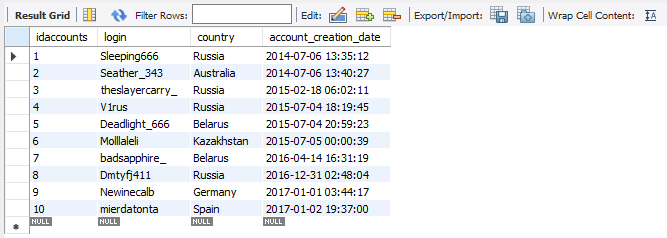 Result Grid Filter Rows: Edit: Export/Import: Wrap Cell Content:
idaccounts login country account_creation_date
1 Sleeping666 Russia 2014-07-06 13:35:12
2 Seather_343 Australia 2014-07-06 13:40:27
3 theslayercarry_ Russia 2015-02-18 06:02:11
4 V1rus Russia 2015-07-04 18:19:45
5 Deadlight_666 Belarus 2015-07-04 20:59:23
6 Molllaleli Kazakhstan 2015-07-05 00:00:39
7 badsapphire_ Belarus 2016-04-14 16:31:19
8 Dmtyfj411 Russia 2016-12-31 02:48:04
9 Newinecalb Germany 2017-01-01 03:44:17
10 mierdatonta Spain 2017-01-02 19:37:00
NULL NULL NULL NULL